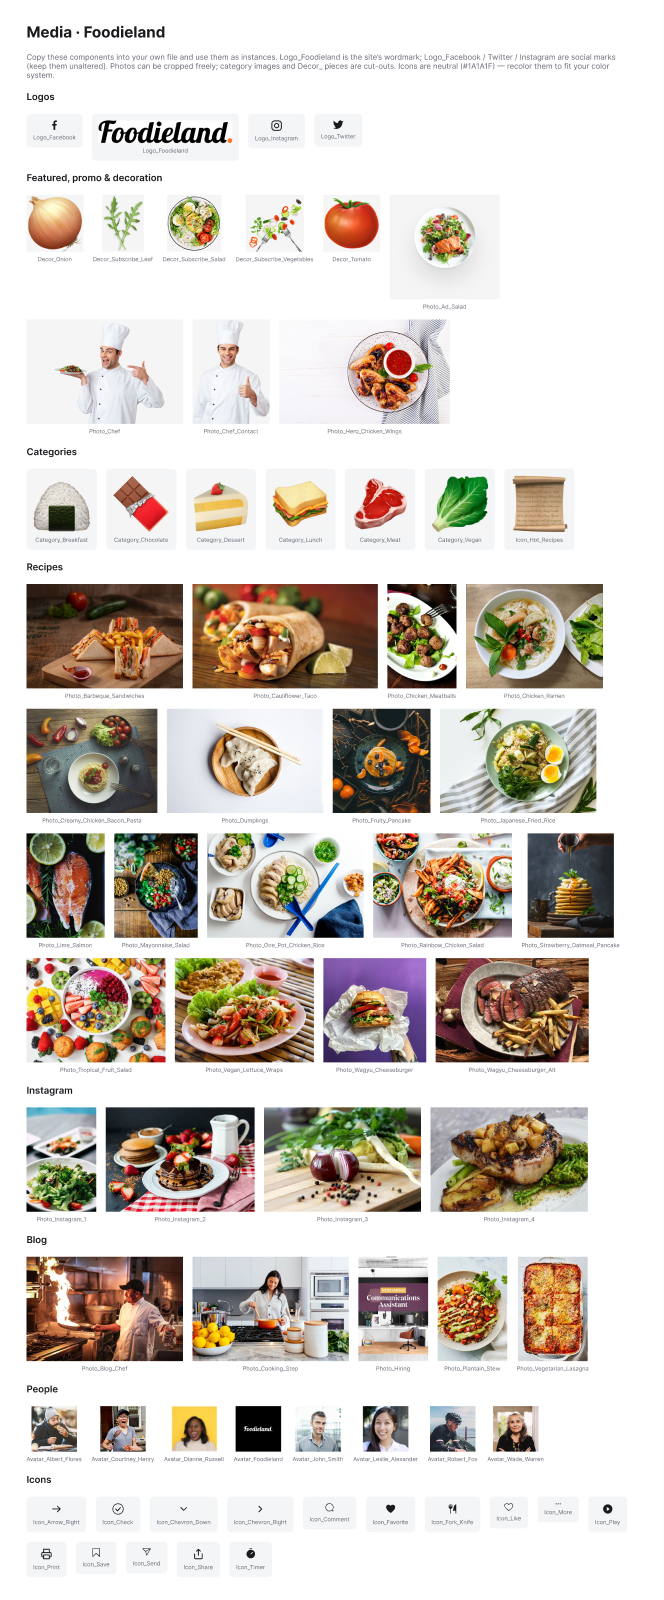 Media · Foodieland
Copy these components into your own file and use them as instances. Logo_Foodieland is the site's wordmark; Logo_Facebook / Twitter / Instagram are social marks
(keep them unaltered). Photos can be cropped freely; category images and Decor_ pieces are cut-outs. Icons are neutral (#1A1A1F) — recolor them to fit your color
system.
Logos
Foodieland.
Logo_Facebook
Logo_Foodieland
Logo_Instagram
Logo_Twitter
Featured, promo & decoration
Decor_Onion
Decor_Subscribe_Leaf
Decor_Subscribe_Salad
Decor_Subscribe_Vegetables
Decor_Tomato
Photo_Ad_Salad
Photo_Chef
Photo_Chef_Contact
Photo_Hero_Chicken_Wings
Categories
Category_Breakfast
Category_Chocolate
Category_Dessert
Category_Lunch
Category_Meat
Category_Vegan
Icon_Hot_Recipes
Recipes
Photo_Barbeque_Sandwiches
Photo_Cauliflower_Taco
Photo_Chicken_Meatballs
Photo_Chicken_Ramen
Photo_Creamy_Chicken_Bacon_Pasta
Photo_Dumplings
Photo_Fruity_Pancake
Photo_Japanese_Fried_Rice
Photo_Lime_Salmon
Photo_Mayonnaise_Salad
Photo_One_Pot_Chicken_Rice
Photo_Rainbow_Chicken_Salad
Photo_Strawberry_Oatmeal_Pancake
Photo_Tropical_Fruit_Salad
Photo_Vegan_Lettuce_Wraps
Photo_Wagyu_Cheeseburger
Photo_Wagyu_Cheeseburger_Alt
Instagram
Photo_Instagram_1
Photo_Instagram_2
Photo_Instagram_3
Photo_Instagram_4
Blog
Communications
Assistant
Photo_Blog_Chef
Photo_Cooking_Step
Photo_Hiring
Photo_Plantain_Stew
Photo_Vegetarian_Lasagna
People
Foodieland.
Avatar_Albert_Flores
Avatar_Courtney_Henry
Avatar_Dianne_Russell
Avatar_Foodieland
Avatar_John_Smith
Avatar_Leslie_Alexander
Avatar_Robert_Fox
Avatar_Wade_Warren
Icons
Icon_Arrow_Right
Icon_Check
Icon_Chevron_Down
Icon_Chevron_Right
Icon_Comment
Icon_Favorite
Icon_Fork_Knife
Icon_Like
Icon_More
Icon_Play
Icon_Print
Icon_Save
Icon_Send
Icon_Share
Icon_Timer